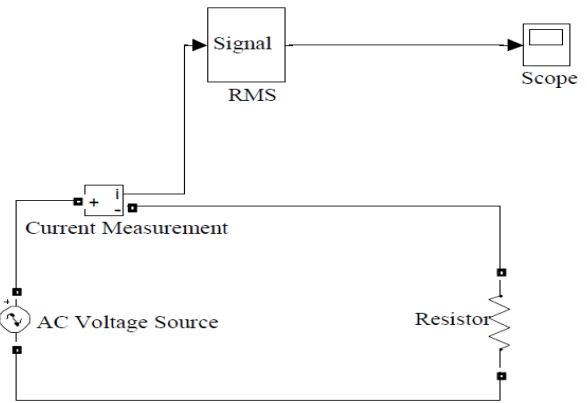 Signal
RMS
Scope
+ i
-
Current Measurement
+
AC Voltage Source
Resistor